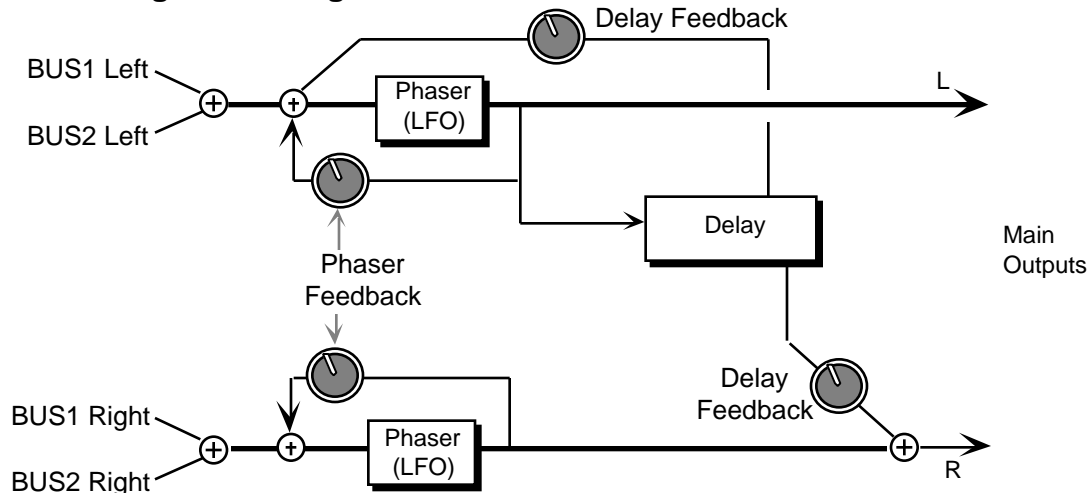 Delay Feedback
BUS1 Left
Phaser
(LFO)
L
BUS2 Left
Delay
Main
Outputs
Phaser
Feedback
Delay
Feedback
BUS1 Right
Phaser
(LFO)
R
BUS2 Right